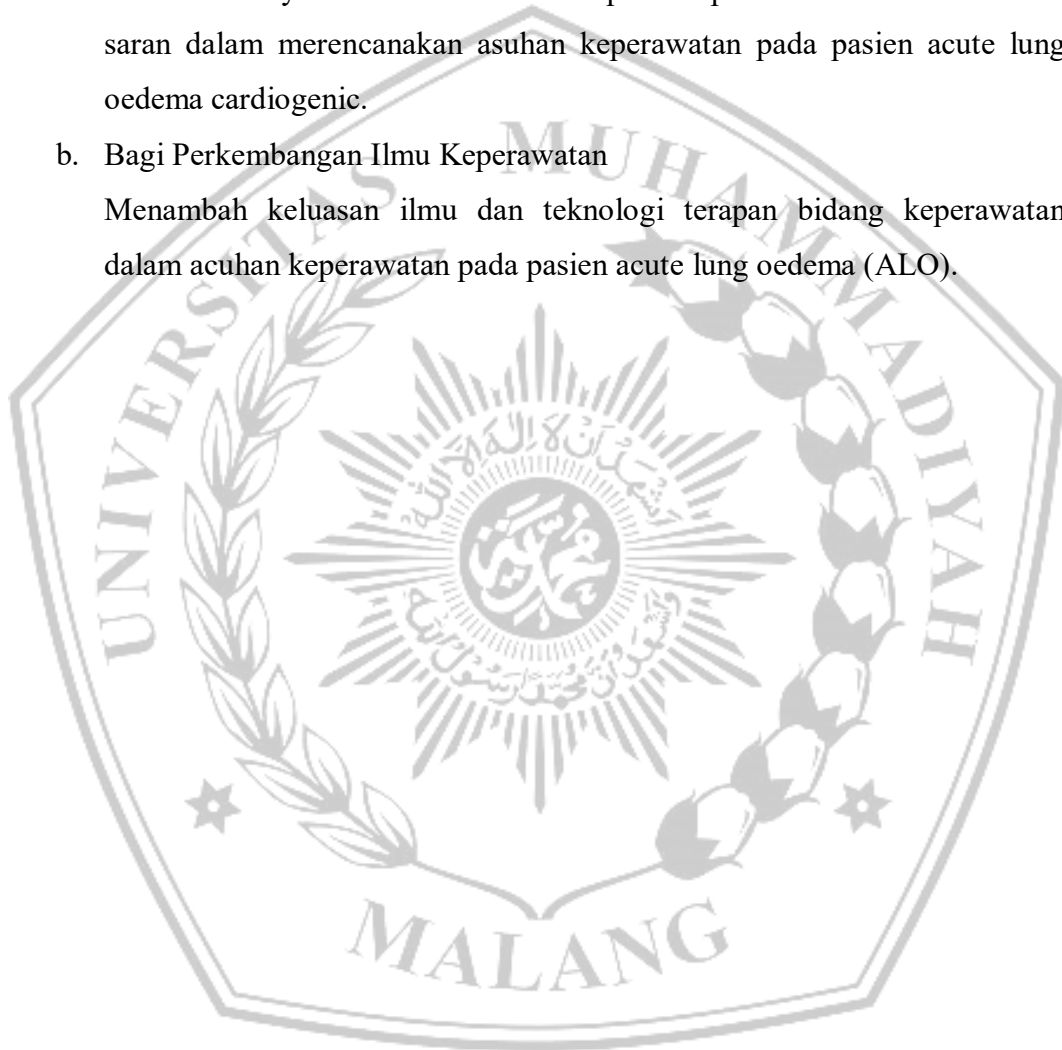 saran dalam merencanakan asuhan keperawatan pada pasien acute lung
oedema cardiogenic.
b. Bagi Perkembangan Ilmu Keperawatan
Menambah keluasan ilmu dan teknologi terapan bidang keperawatan
dalam acuhan keperawatan pada pasien acute lung oedema (ALO).
UNIVERSITAS MUHAMMADIYAH
MALANG